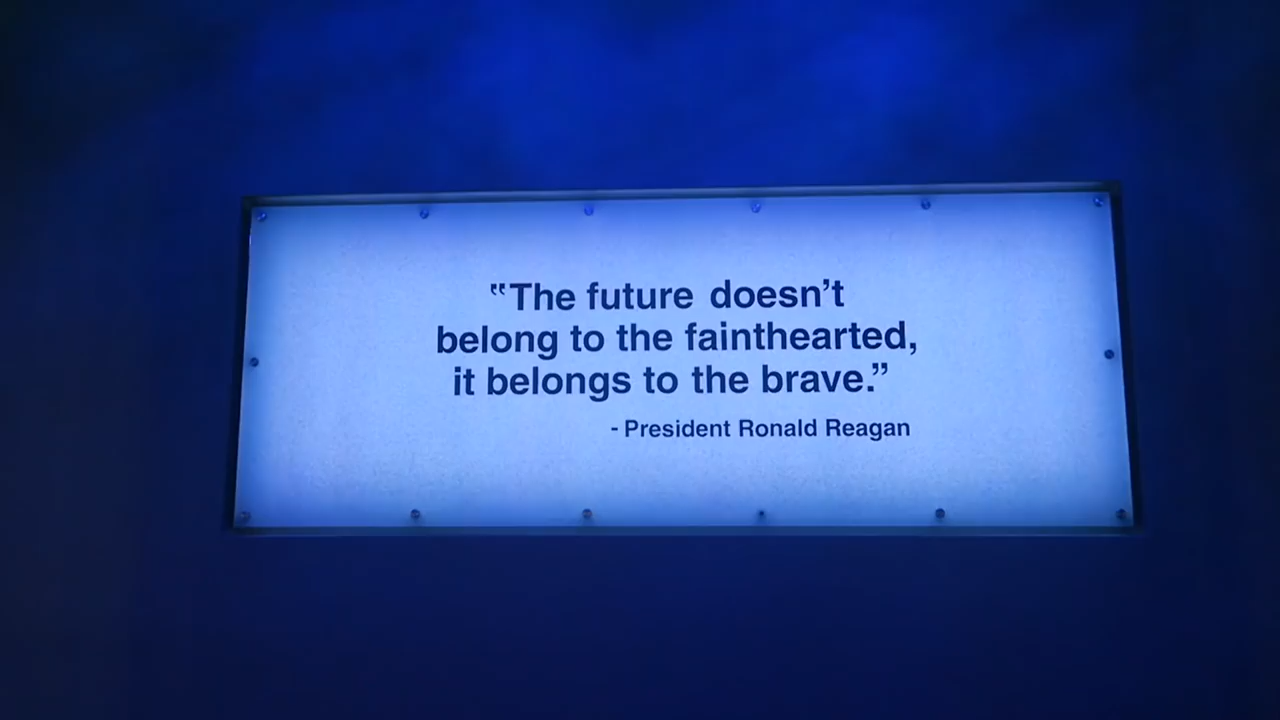 “The future doesn’t
belong to the fainthearted,
it belongs to the brave.”
- President Ronald Reagan